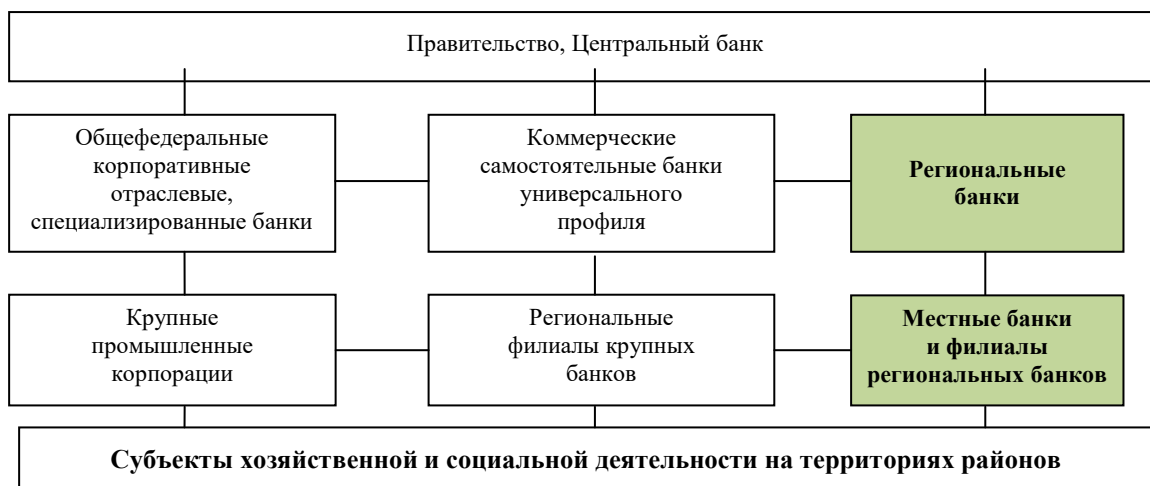 Правительство, Центральный банк
Общефедеральные
корпоративные
отраслевые,
специализированные банки
Коммерческие
самостоятельные банки
универсального
профиля
Региональные
банки
Крупные
промышленные
корпорации
Региональные
филиалы крупных
банков
Местные банки
и филиалы
региональных банков
Субъекты хозяйственной и социальной деятельности на территориях районов